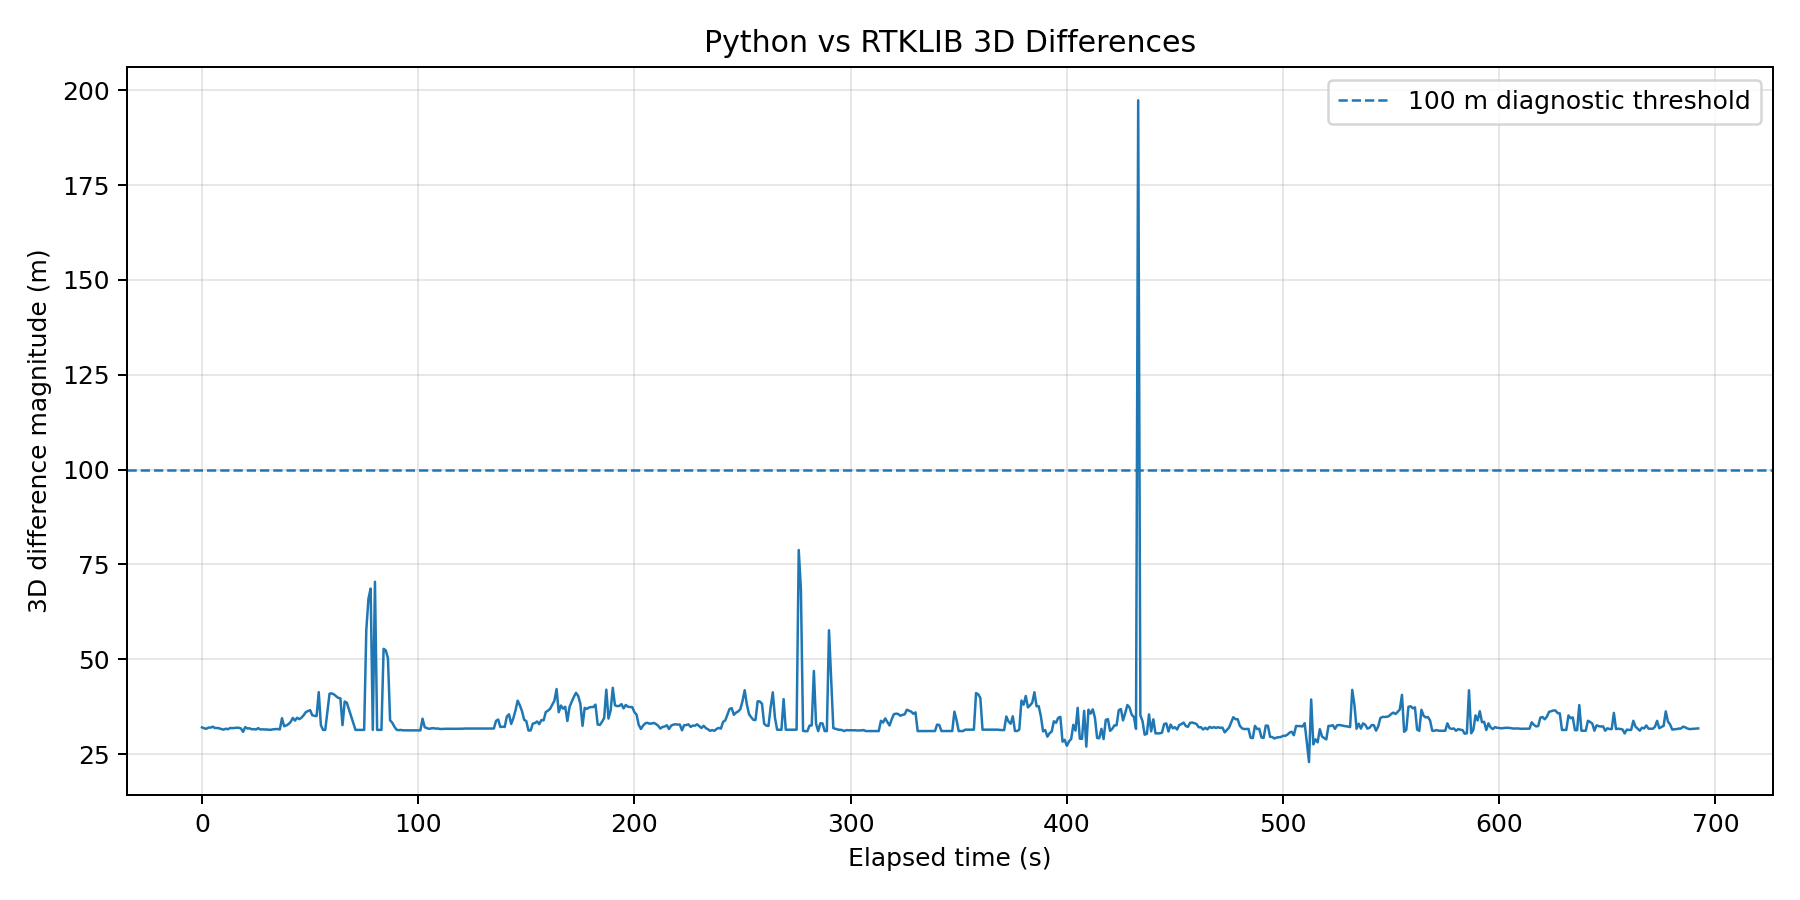 Python vs RTKLIB 3D Differences
100 m diagnostic threshold
3D difference magnitude (m)
200
175
150
125
100
75
50
25
0 100 200 300 400 500 600 700
Elapsed time (s)